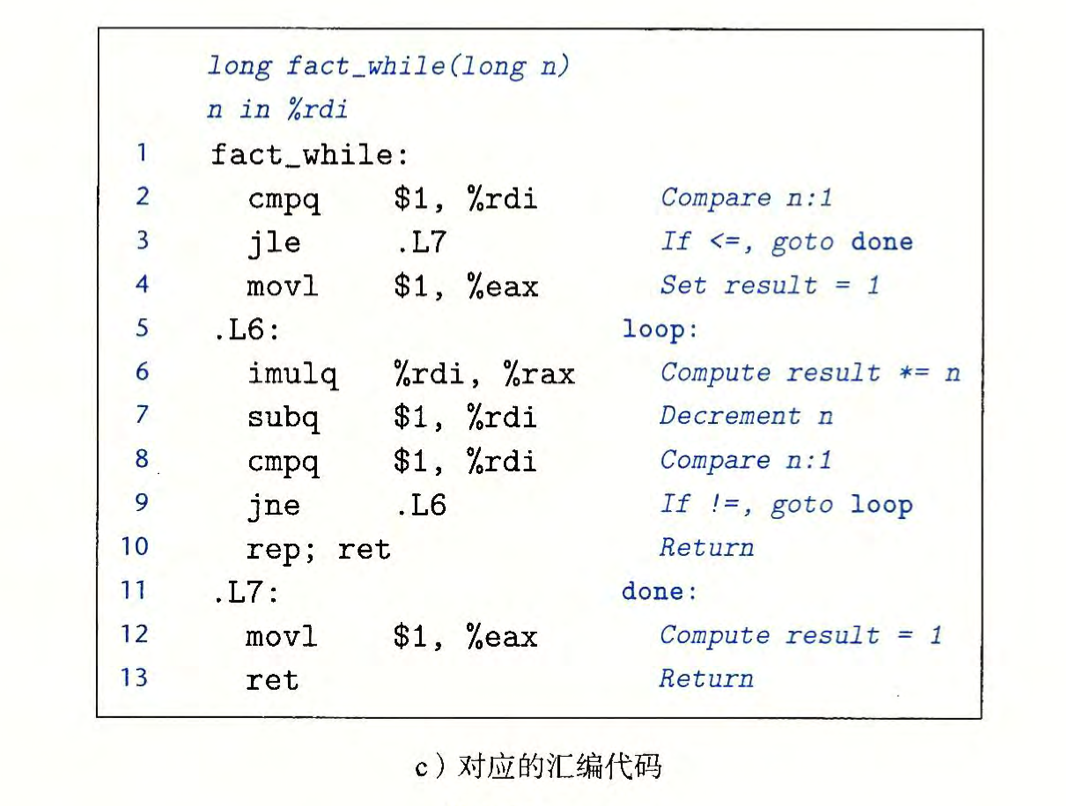 long fact_while(long n)
n in %rdi
1 fact_while:
2 cmpq $1, %rdi Compare n:1
3 jle .L7 If <=, goto done
4 movl $1, %eax Set result = 1
5 .L6: loop:
6 imulq %rdi, %rax Compute result *= n
7 subq $1, %rdi Decrement n
8 cmpq $1, %rdi Compare n:1
9 jne .L6 If !=, goto loop
10 rep; ret Return
11 .L7: done:
12 movl $1, %eax Compute result = 1
13 ret Return
c）对应的汇编代码